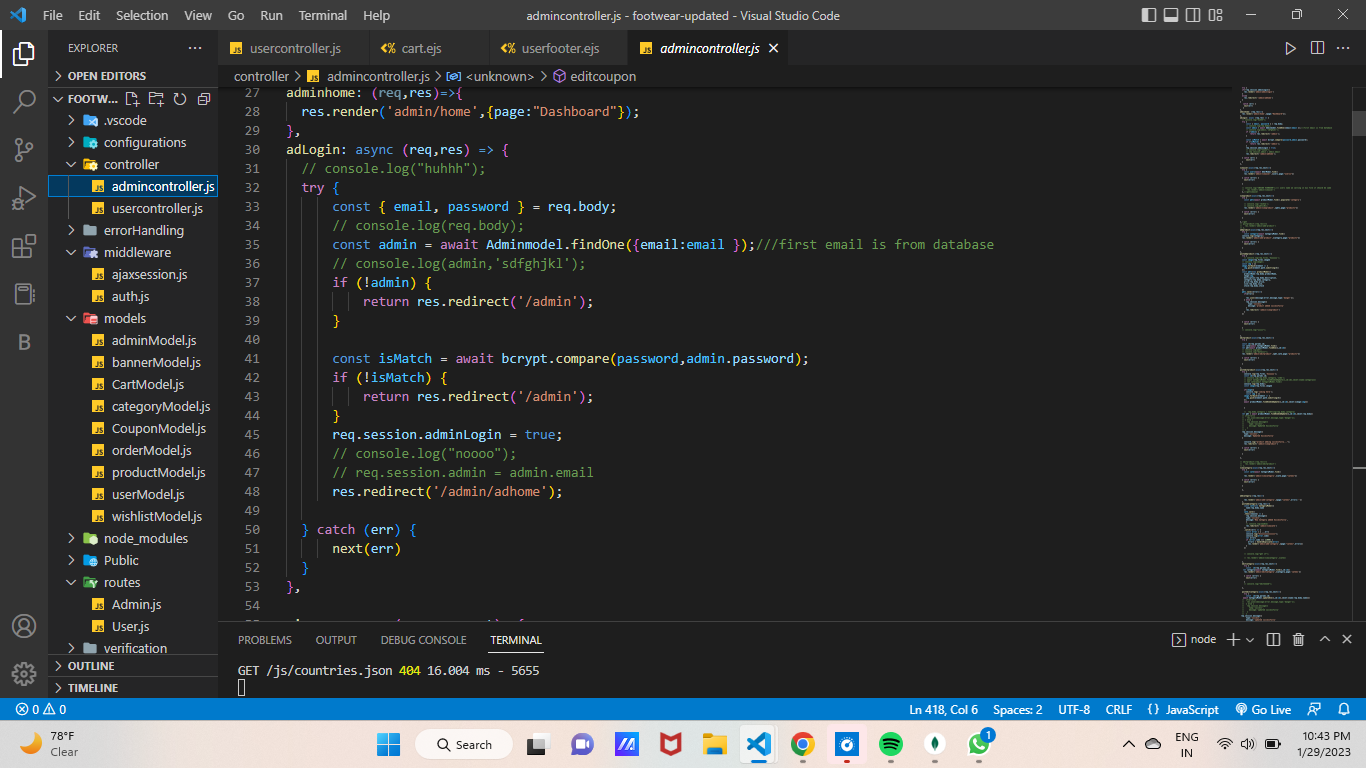 File Edit Selection View Go Run Terminal Help
admincontroller.js - footwear-updated - Visual Studio Code
EXPLORER
OPEN EDITORS
FOOTW...
.vscode
configurations
controller
admincontroller.js
usercontroller.js
errorHandling
middleware
ajaxsession.js
auth.js
models
adminModel.js
bannerModel.js
CartModel.js
categoryModel.js
CouponModel.js
orderModel.js
productModel.js
userModel.js
wishlistModel.js
node_modules
Public
routes
Admin.js
User.js
verification
OUTLINE
TIMELINE
usercontroller.js cart.ejs userfooter.ejs admincontroller.js
controller > admincontroller.js > <unknown> > editcoupon
27 adminhome: (req,res)=>{
28 res.render('admin/home',{page:"Dashboard"});
29 },
30 adLogin: async (req,res) => {
31 // console.log("huhhh");
32 try {
33 const { email, password } = req.body;
34 // console.log(req.body);
35 const admin = await Adminmodel.findOne({email:email });///first email is from database
36 // console.log(admin,'sdfghjkl');
37 if (!admin) {
38 return res.redirect('/admin');
39 }
40
41 const isMatch = await bcrypt.compare(password,admin.password);
42 if (!isMatch) {
43 return res.redirect('/admin');
44 }
45 req.session.adminLogin = true;
46 // console.log("noooo");
47 // req.session.admin = admin.email
48 res.redirect('/admin/adhome');
49
50 } catch (err) {
51 next(err)
52 }
53 },
54
PROBLEMS OUTPUT DEBUG CONSOLE TERMINAL
node
GET /js/countries.json 404 16.004 ms - 5655
0 0
Ln 418, Col 6 Spaces: 2 UTF-8 CRLF {} JavaScript Go Live
78°F
Clear
Search
1
ENG
IN
10:43 PM
1/29/2023